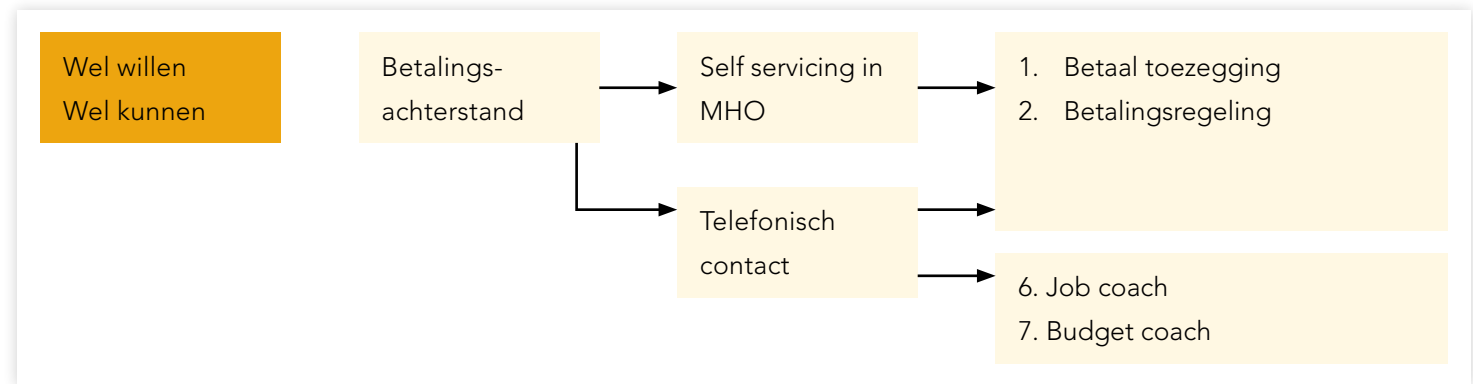 Wel willen
Wel kunnen
Betalings-
achterstand
Self servicing in
MHO
1. Betaal toezegging
2. Betalingsregeling
Telefonisch
contact
6. Job coach
7. Budget coach